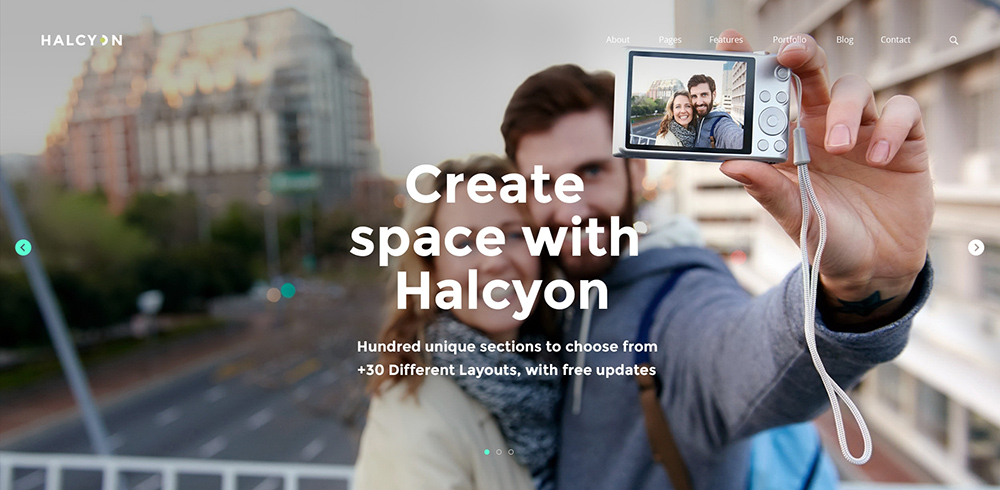 HALCYON
About Pages Features Portfolio Blog Contact
Create
space with
Halcyon
Hundred unique sections to choose from
+30 Different Layouts, with free updates